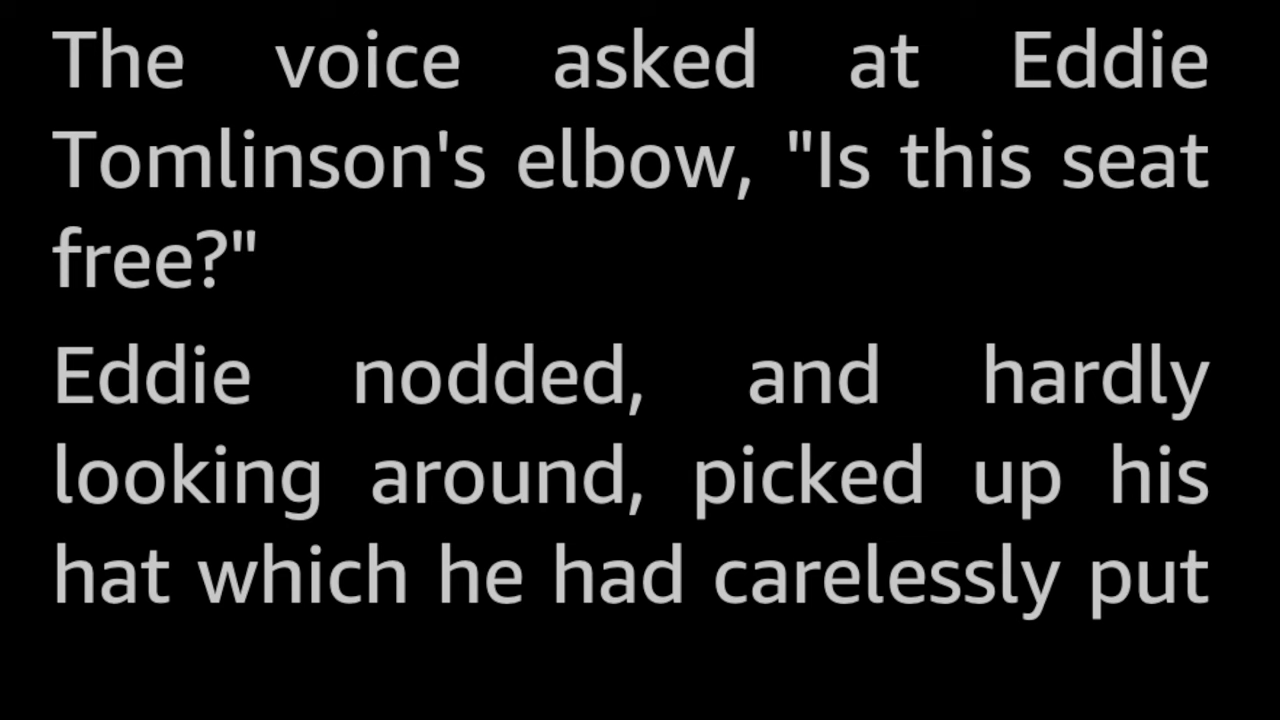 The voice asked at Eddie
Tomlinson's elbow, "Is this seat
free?"
Eddie nodded, and hardly
looking around, picked up his
hat which he had carelessly put